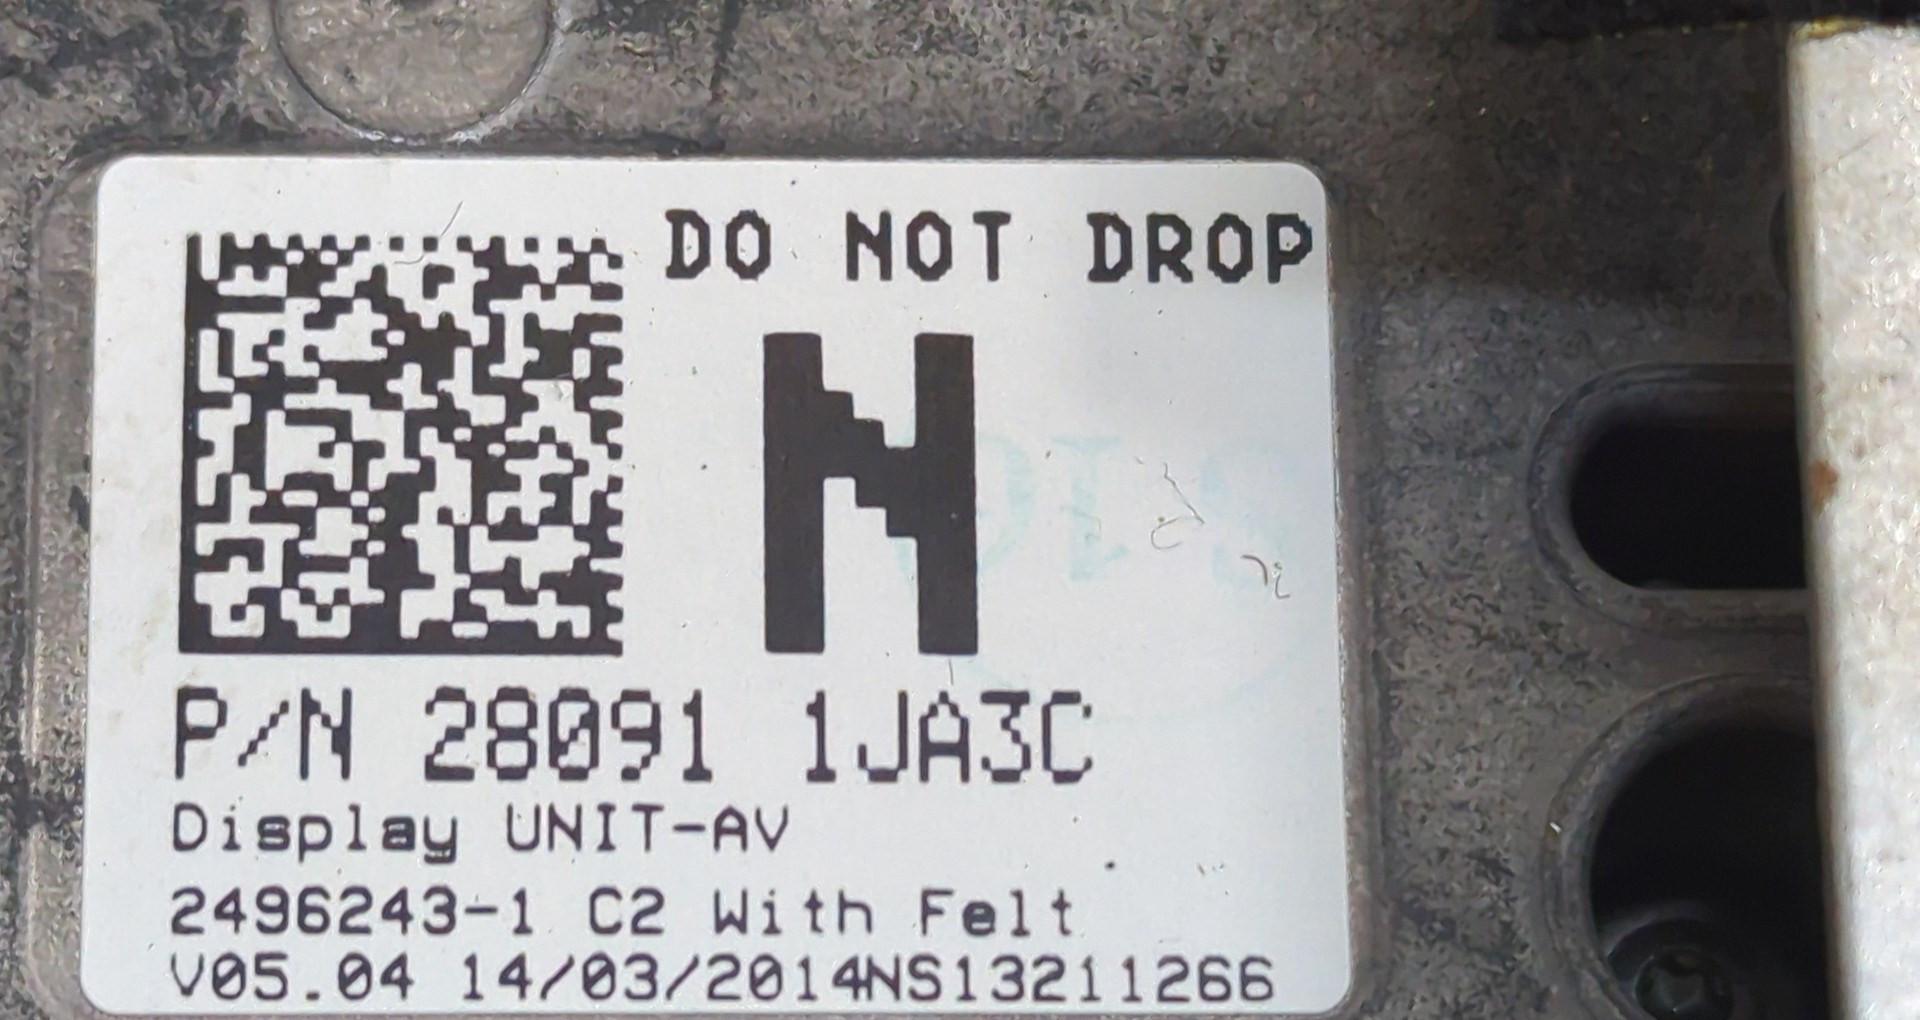 DO NOT DROP
N
P/N 28091 1JA3C
Display UNIT-AV
2496243-1 C2 With Felt
V05.04 14/03/2014NS13211266